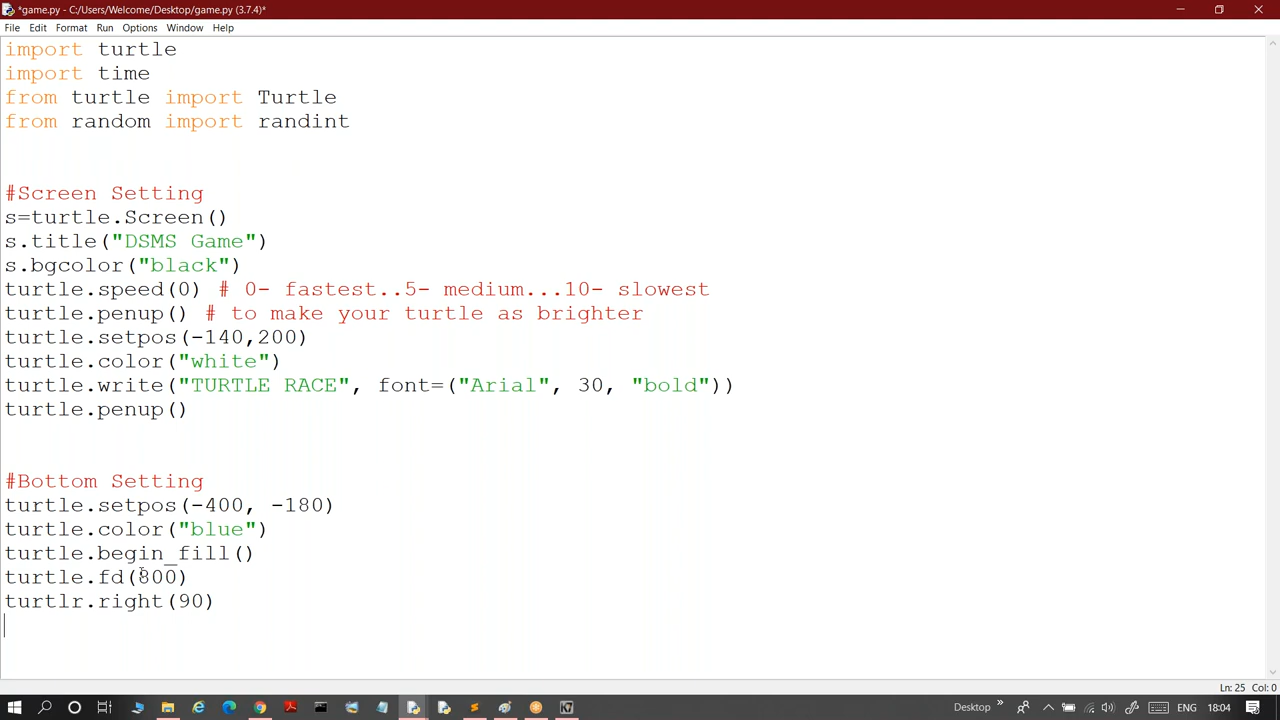 *game.py - C:/Users/Welcome/Desktop/game.py (3.7.4)*
File Edit Format Run Options Window Help
import turtle
import time
from turtle import Turtle
from random import randint
#Screen Setting
s=turtle.Screen()
s.title("DSMS Game")
s.bgcolor("black")
turtle.speed(0) # 0- fastest..5- medium...10- slowest
turtle.penup() # to make your turtle as brighter
turtle.setpos(-140,200)
turtle.color("white")
turtle.write("TURTLE RACE", font=("Arial", 30, "bold"))
turtle.penup()
#Bottom Setting
turtle.setpos(-400, -180)
turtle.color("blue")
turtle.begin_fill()
turtle.fd(800)
turtlr.right(90)
Ln: 25 Col: 0
Desktop 18:04